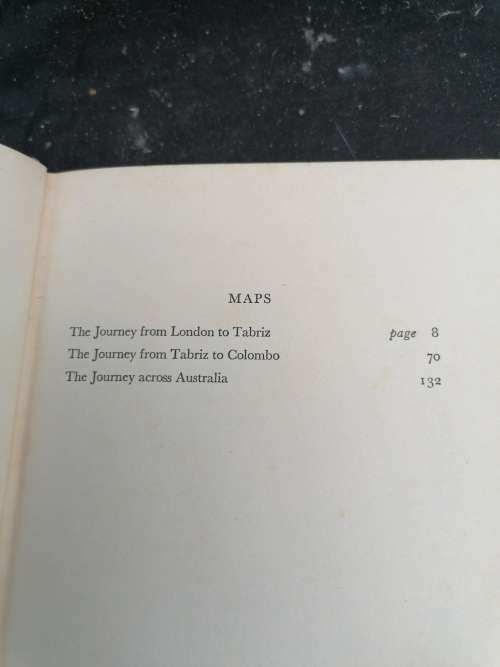 MAPS
The Journey from London to Tabriz page 8
The Journey from Tabriz to Colombo 70
The Journey across Australia 132